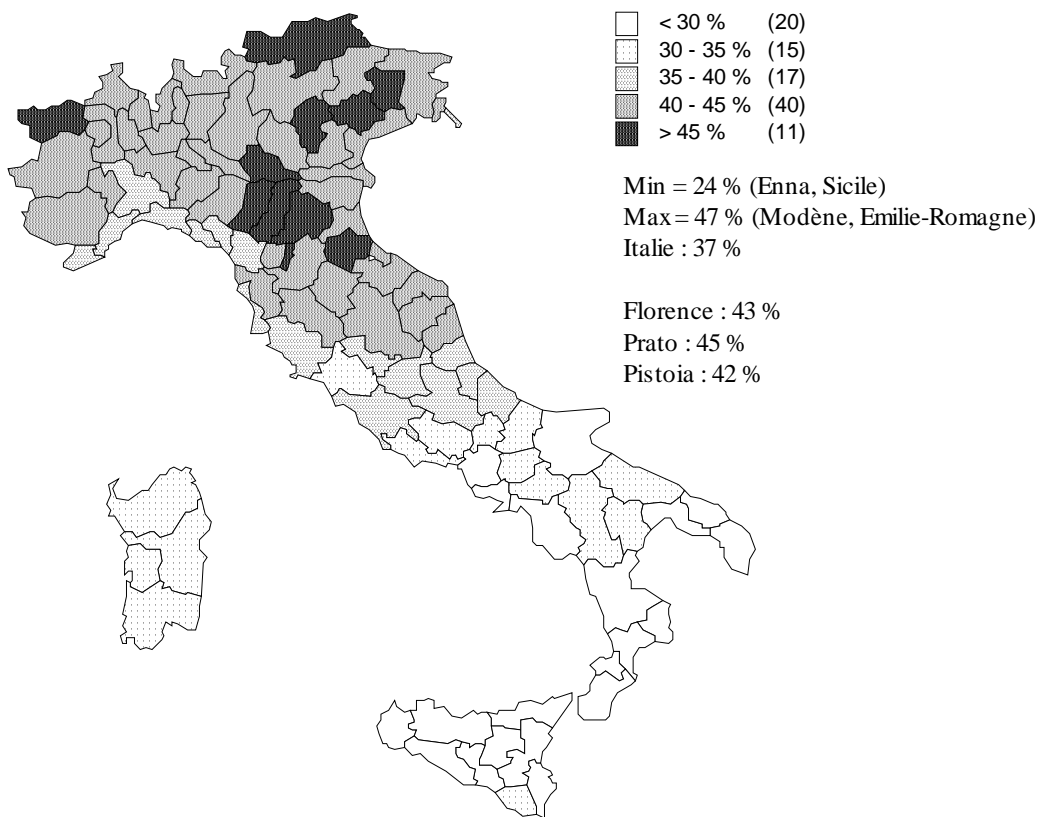 < 30 % (20)
30 - 35 % (15)
35 - 40 % (17)
40 - 45 % (40)
> 45 % (11)
Min = 24 % (Enna, Sicile)
Max = 47 % (Modène, Emilie-Romagne)
Italie : 37 %
Florence : 43 %
Prato : 45 %
Pistoia : 42 %